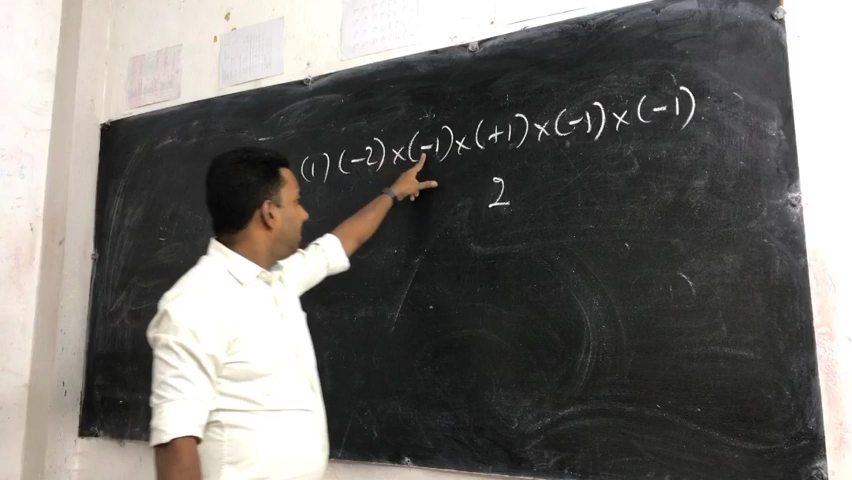 (1) (-2) × (-1) × (+1) × (-1) × (-1)
2